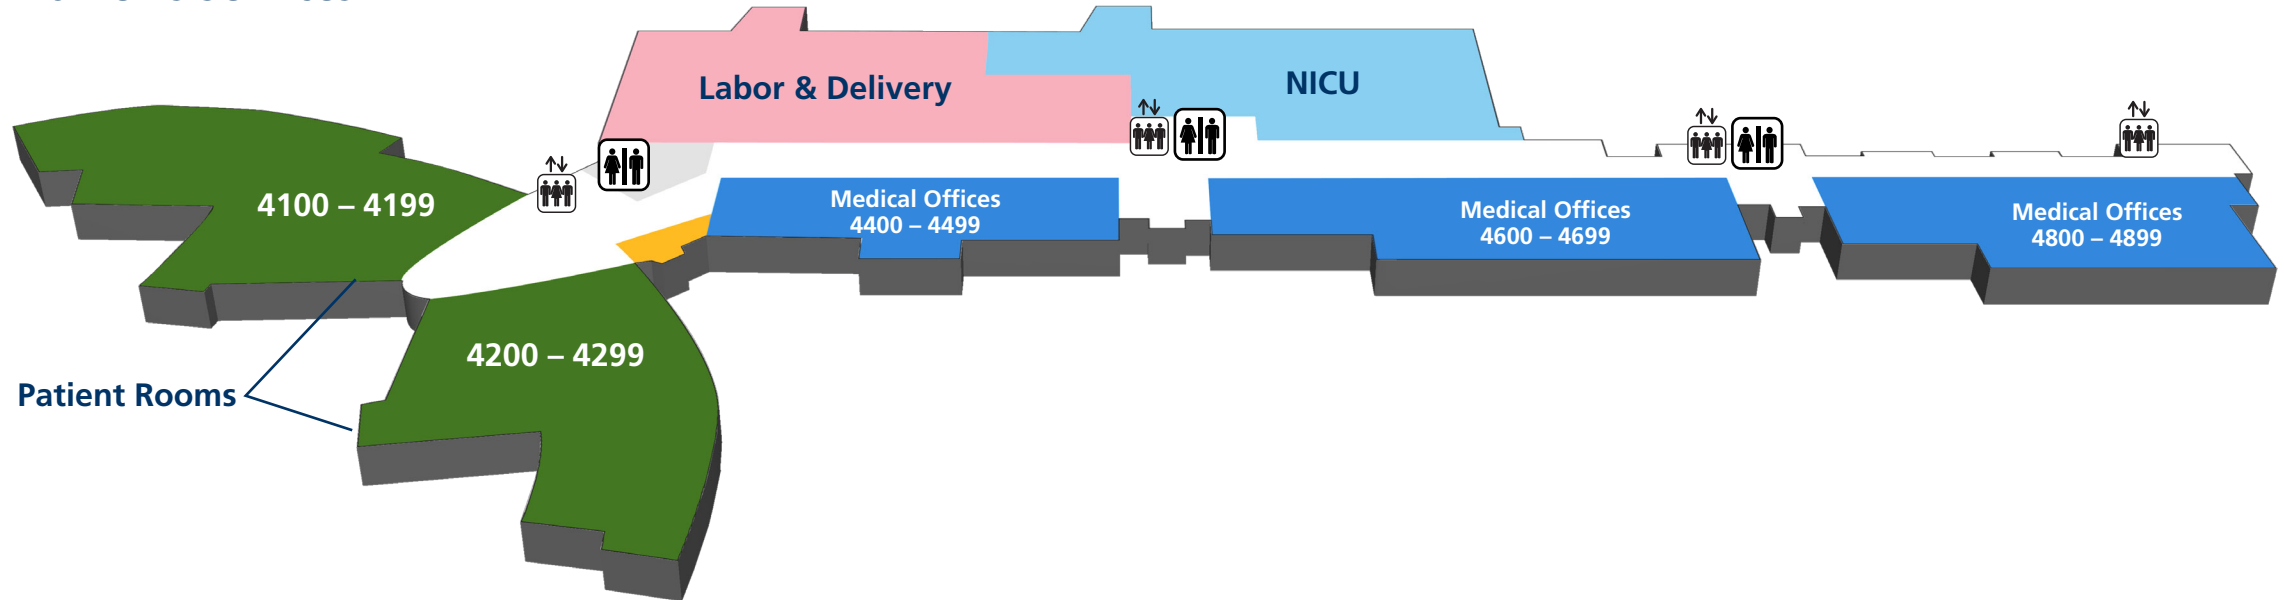 Labor & Delivery
NICU
4100 – 4199
Medical Offices
4400 – 4499
Medical Offices
4600 – 4699
Medical Offices
4800 – 4899
4200 – 4299
Patient Rooms